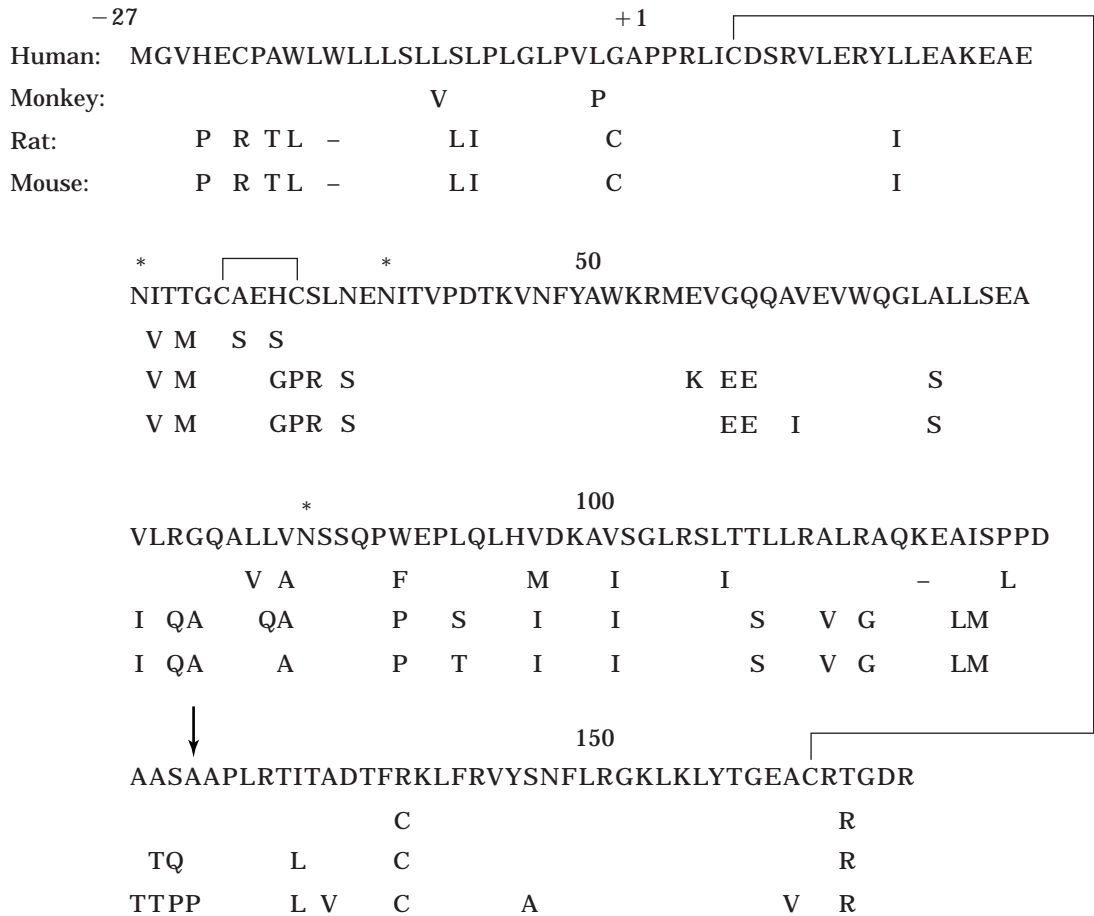 −27 +1
Human: MGVHECPAWLWLLLSLLSLPLGLPVLGAPPRLICDSRVLERYLLEAKEAE
Monkey: V P
Rat: P R T L – L I C I
Mouse: P R T L – L I C I
* * 50
NITTGCAEHCSLNENITVPDTKVNFYAWKRMEVGQQAVEVWQGLALLSEA
V M S S
V M GPR S K EE S
V M GPR S EE I S
* 100
VLRGQALLVNSSQPWEPLQLHVDKAVSGLRSLTTLLRALRAQKEAISPPD
V A F M I I – L
I QA QA P S I I S V G LM
I QA A P T I I S V G LM
150
AASAAPLRTITADTFRKLFRVYSNFLRGKLKLYTGEACRTGDR
C R
TQ L C R
TTPP L V C A V R